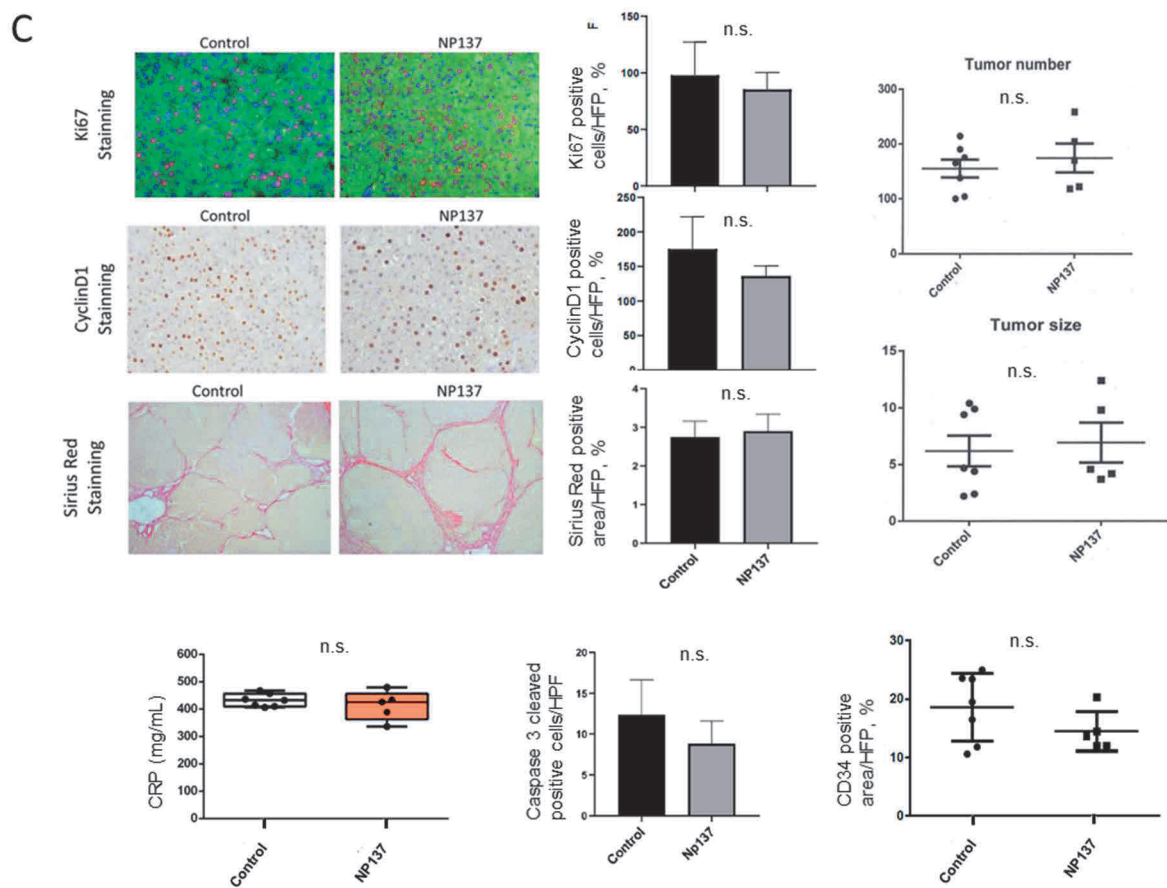 C
Control
NP137
Ki67
Stainning
Control
NP137
CyclinD1
Stainning
Control
NP137
Sirius Red
Stainning
F
n.s.
Ki67 positive
cells/HFP, %
150
100
50
0
n.s.
CyclinD1 positive
cells/HFP, %
250
200
150
100
50
n.s.
Sirius Red positive
area/HFP, %
4
3
2
1
0
Control
NP137
Tumor number
n.s.
300
200
100
0
Control
NP137
Tumor size
n.s.
15
10
5
0
Control
NP137
n.s.
CRP (mg/mL)
600
500
400
300
200
100
0
Control
NP137
n.s.
Caspase 3 cleaved
positive cells/HPF
20
15
10
5
0
Control
Np137
n.s.
CD34 positive
area/HFP, %
30
20
10
0
Control
NP137